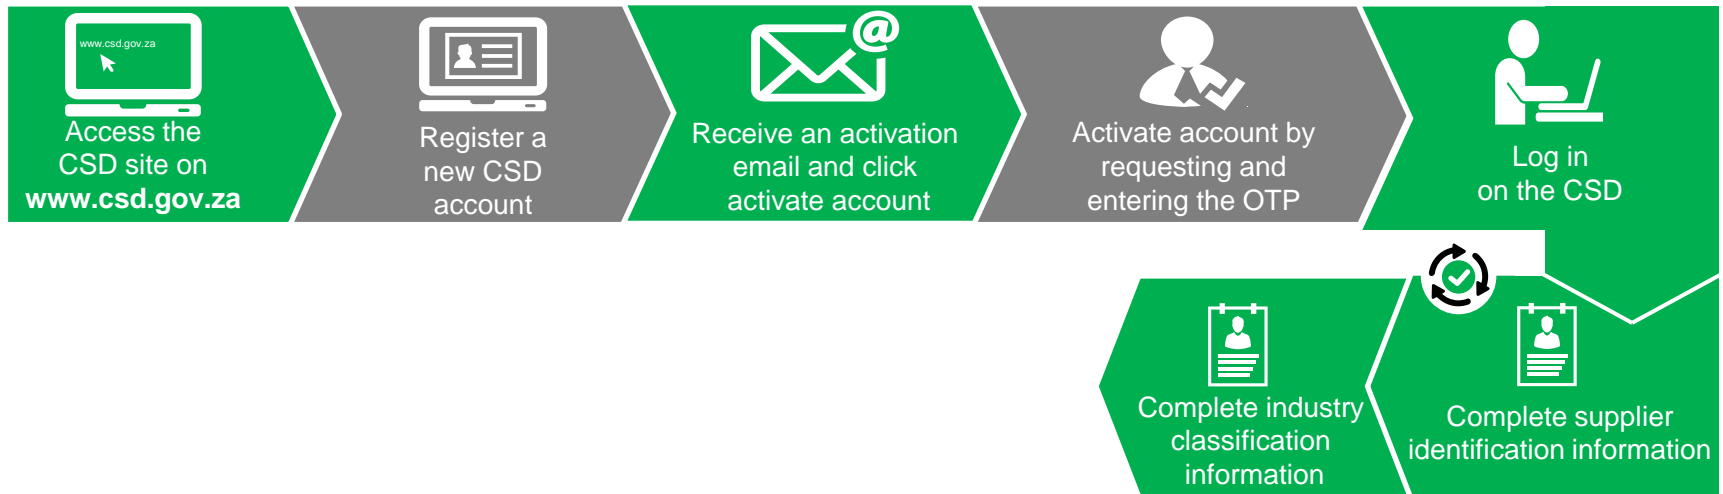 www.csd.gov.za
Access the
CSD site on
www.csd.gov.za
Register a
new CSD
account
Receive an activation
email and click
activate account
Activate account by
requesting and
entering the OTP
Log in
on the CSD
Complete supplier
identification information
Complete industry
classification
information